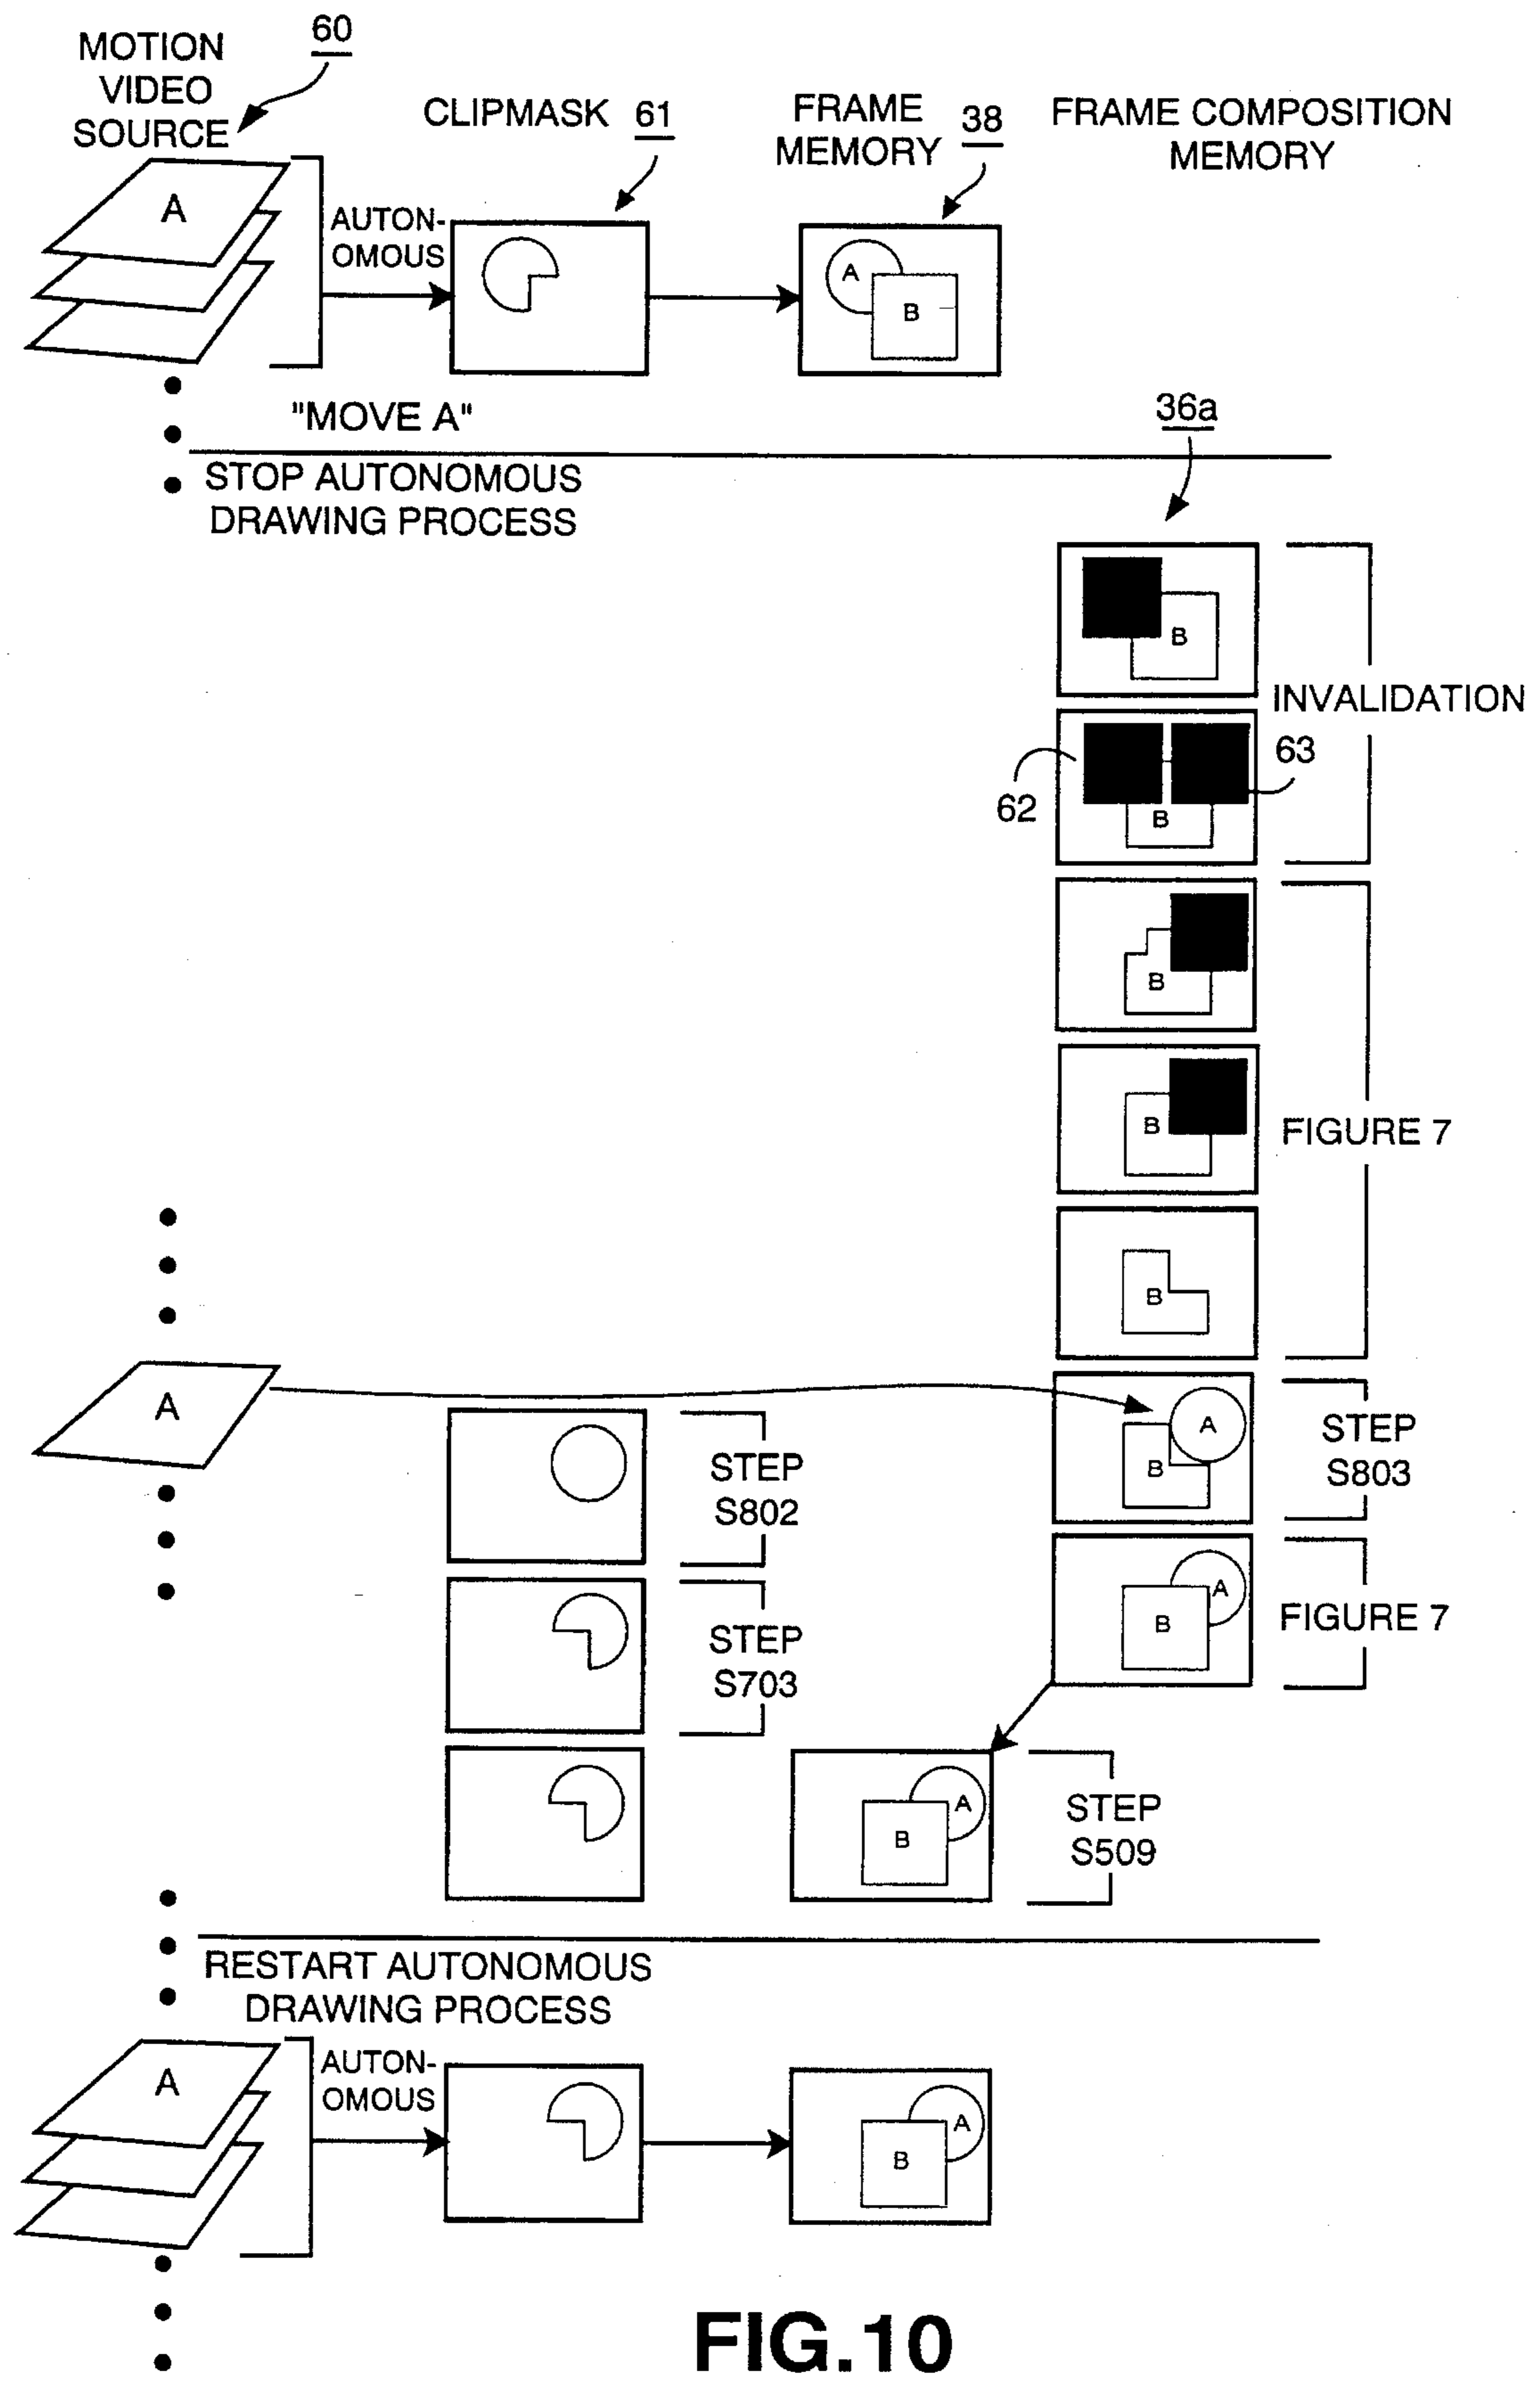 MOTION
VIDEO
SOURCE
60
CLIPMASK
61
FRAME
MEMORY
38
FRAME COMPOSITION
MEMORY
A
AUTON-
OMOUS
A
B
"MOVE A"
36a
STOP AUTONOMOUS
DRAWING PROCESS
B
INVALIDATION
62
63
B
B
B
FIGURE 7
B
A
A
B
STEP
S803
STEP
S802
A
B
FIGURE 7
STEP
S703
A
B
STEP
S509
RESTART AUTONOMOUS
DRAWING PROCESS
A
AUTON-
OMOUS
A
B
FIG.10